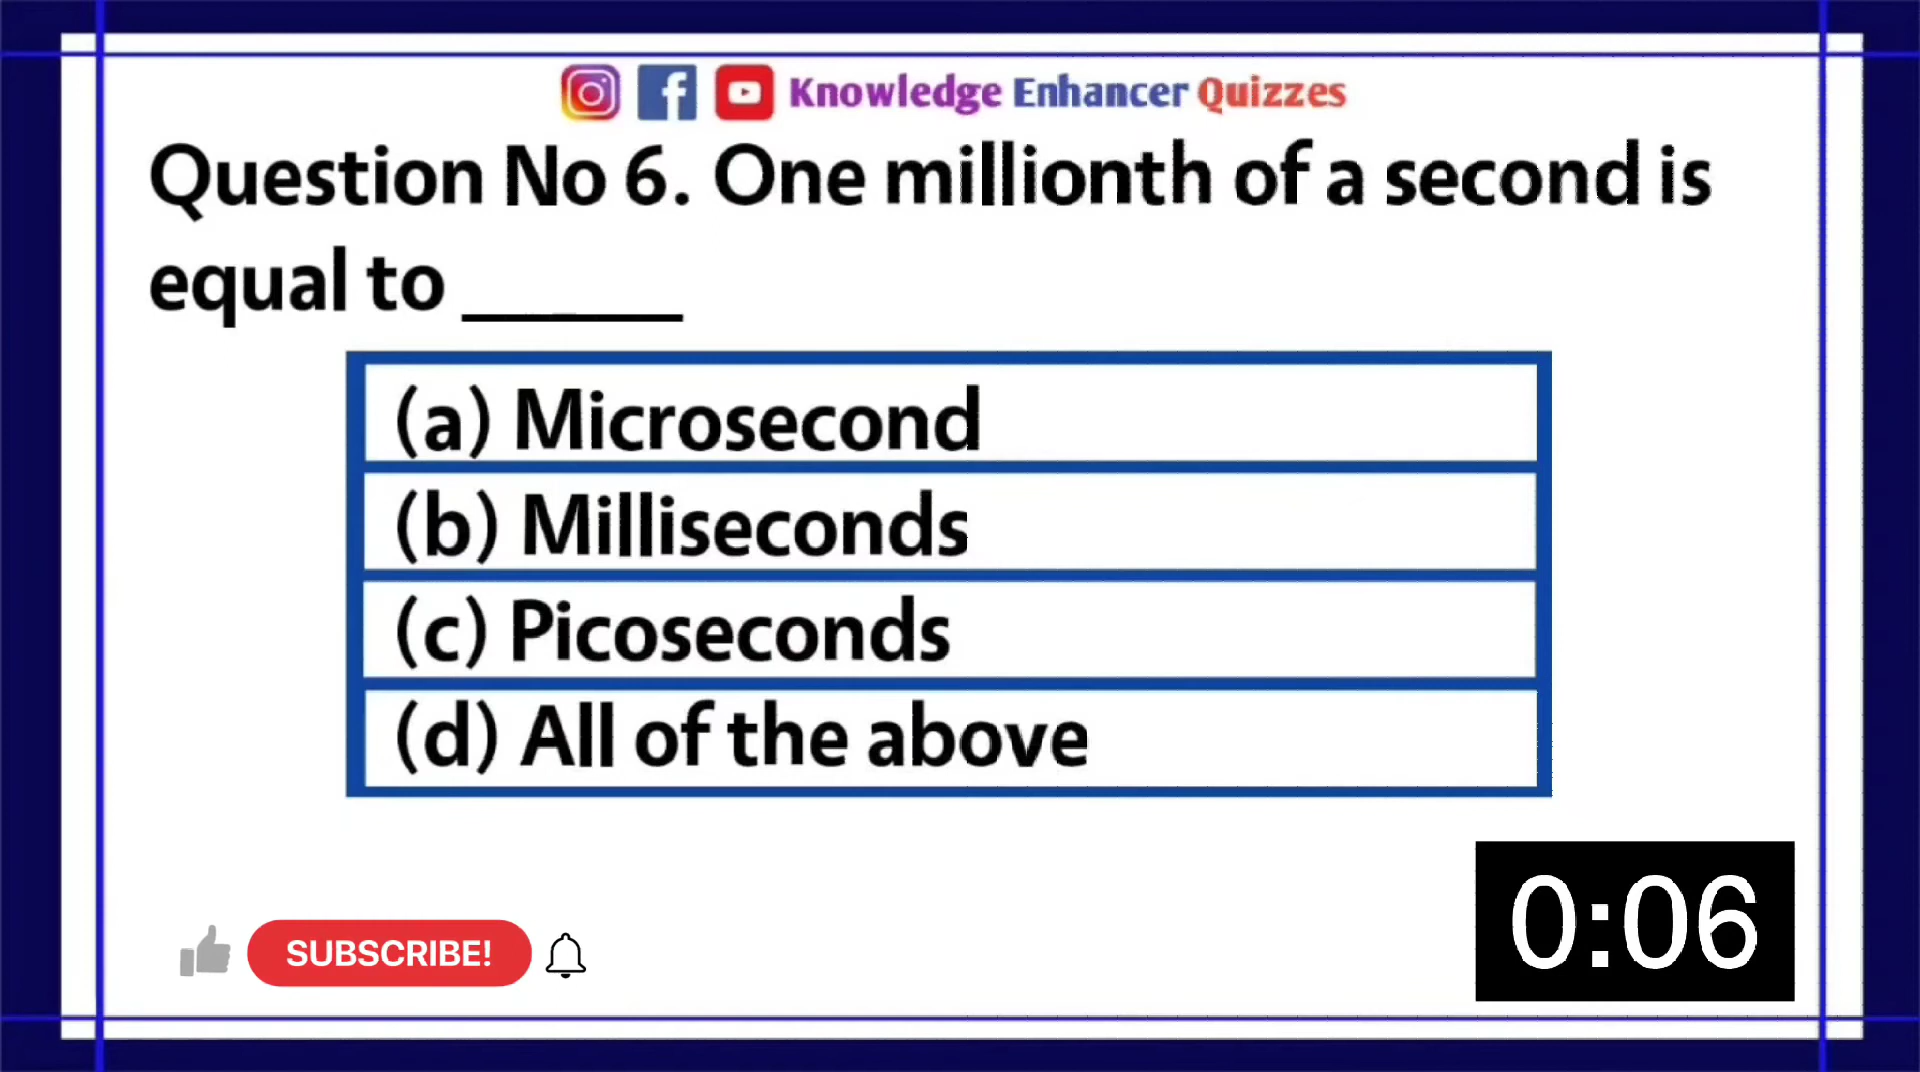 Knowledge Enhancer Quizzes
Question No 6. One millionth of a second is
equal to ______
(a) Microsecond
(b) Milliseconds
(c) Picoseconds
(d) All of the above
SUBSCRIBE!
0:06